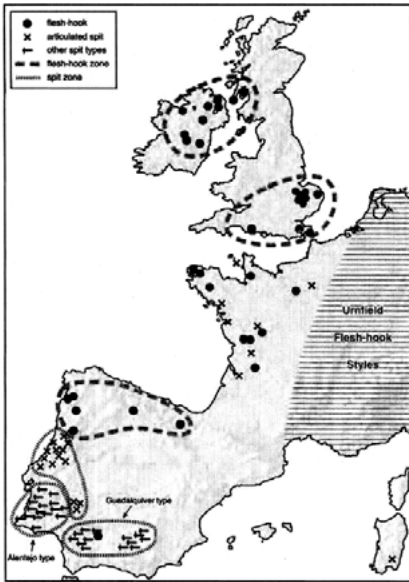 flesh-hook
articulated spit
other spit types
flesh-hook zone
spit zone
Urnfield
Flesh-hook
Styles
Guadalquiver type
Alentejo type